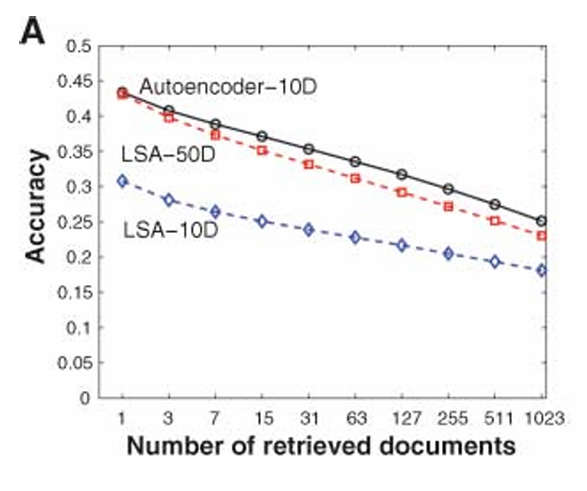 A
0.5
0.45
0.4
0.35
0.3
0.25
0.2
0.15
0.1
0.05
0
Accuracy
Autoencoder−10D
LSA−50D
LSA−10D
1 3 7 15 31 63 127 255 511 1023
Number of retrieved documents